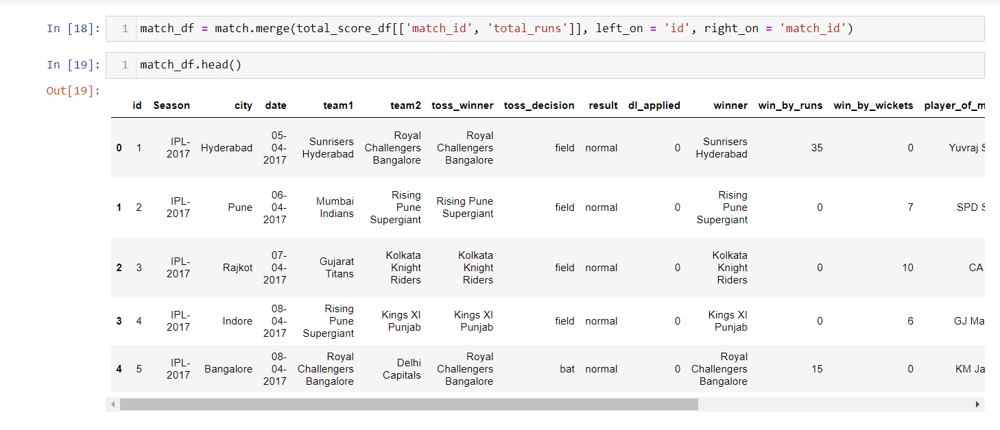 In [18]: 1 match_df = match.merge(total_score_df[['match_id', 'total_runs']], left_on = 'id', right_on = 'match_id')
In [19]: 1 match_df.head()
Out[19]:
id Season city date team1 team2 toss_winner toss_decision result dl_applied winner win_by_runs win_by_wickets player_of_m
0 1 IPL-2017 Hyderabad 05-04-2017 Sunrisers Hyderabad Royal Challengers Bangalore Royal Challengers Bangalore field normal 0 Sunrisers Hyderabad 35 0 Yuvraj S
1 2 IPL-2017 Pune 06-04-2017 Mumbai Indians Rising Pune Supergiant Rising Pune Supergiant field normal 0 Rising Pune Supergiant 0 7 SPD S
2 3 IPL-2017 Rajkot 07-04-2017 Gujarat Titans Kolkata Knight Riders Kolkata Knight Riders field normal 0 Kolkata Knight Riders 0 10 CA
3 4 IPL-2017 Indore 08-04-2017 Rising Pune Supergiant Kings XI Punjab Kings XI Punjab field normal 0 Kings XI Punjab 0 6 GJ Ma
4 5 IPL-2017 Bangalore 08-04-2017 Royal Challengers Bangalore Delhi Capitals Royal Challengers Bangalore bat normal 0 Royal Challengers Bangalore 15 0 KM Ja